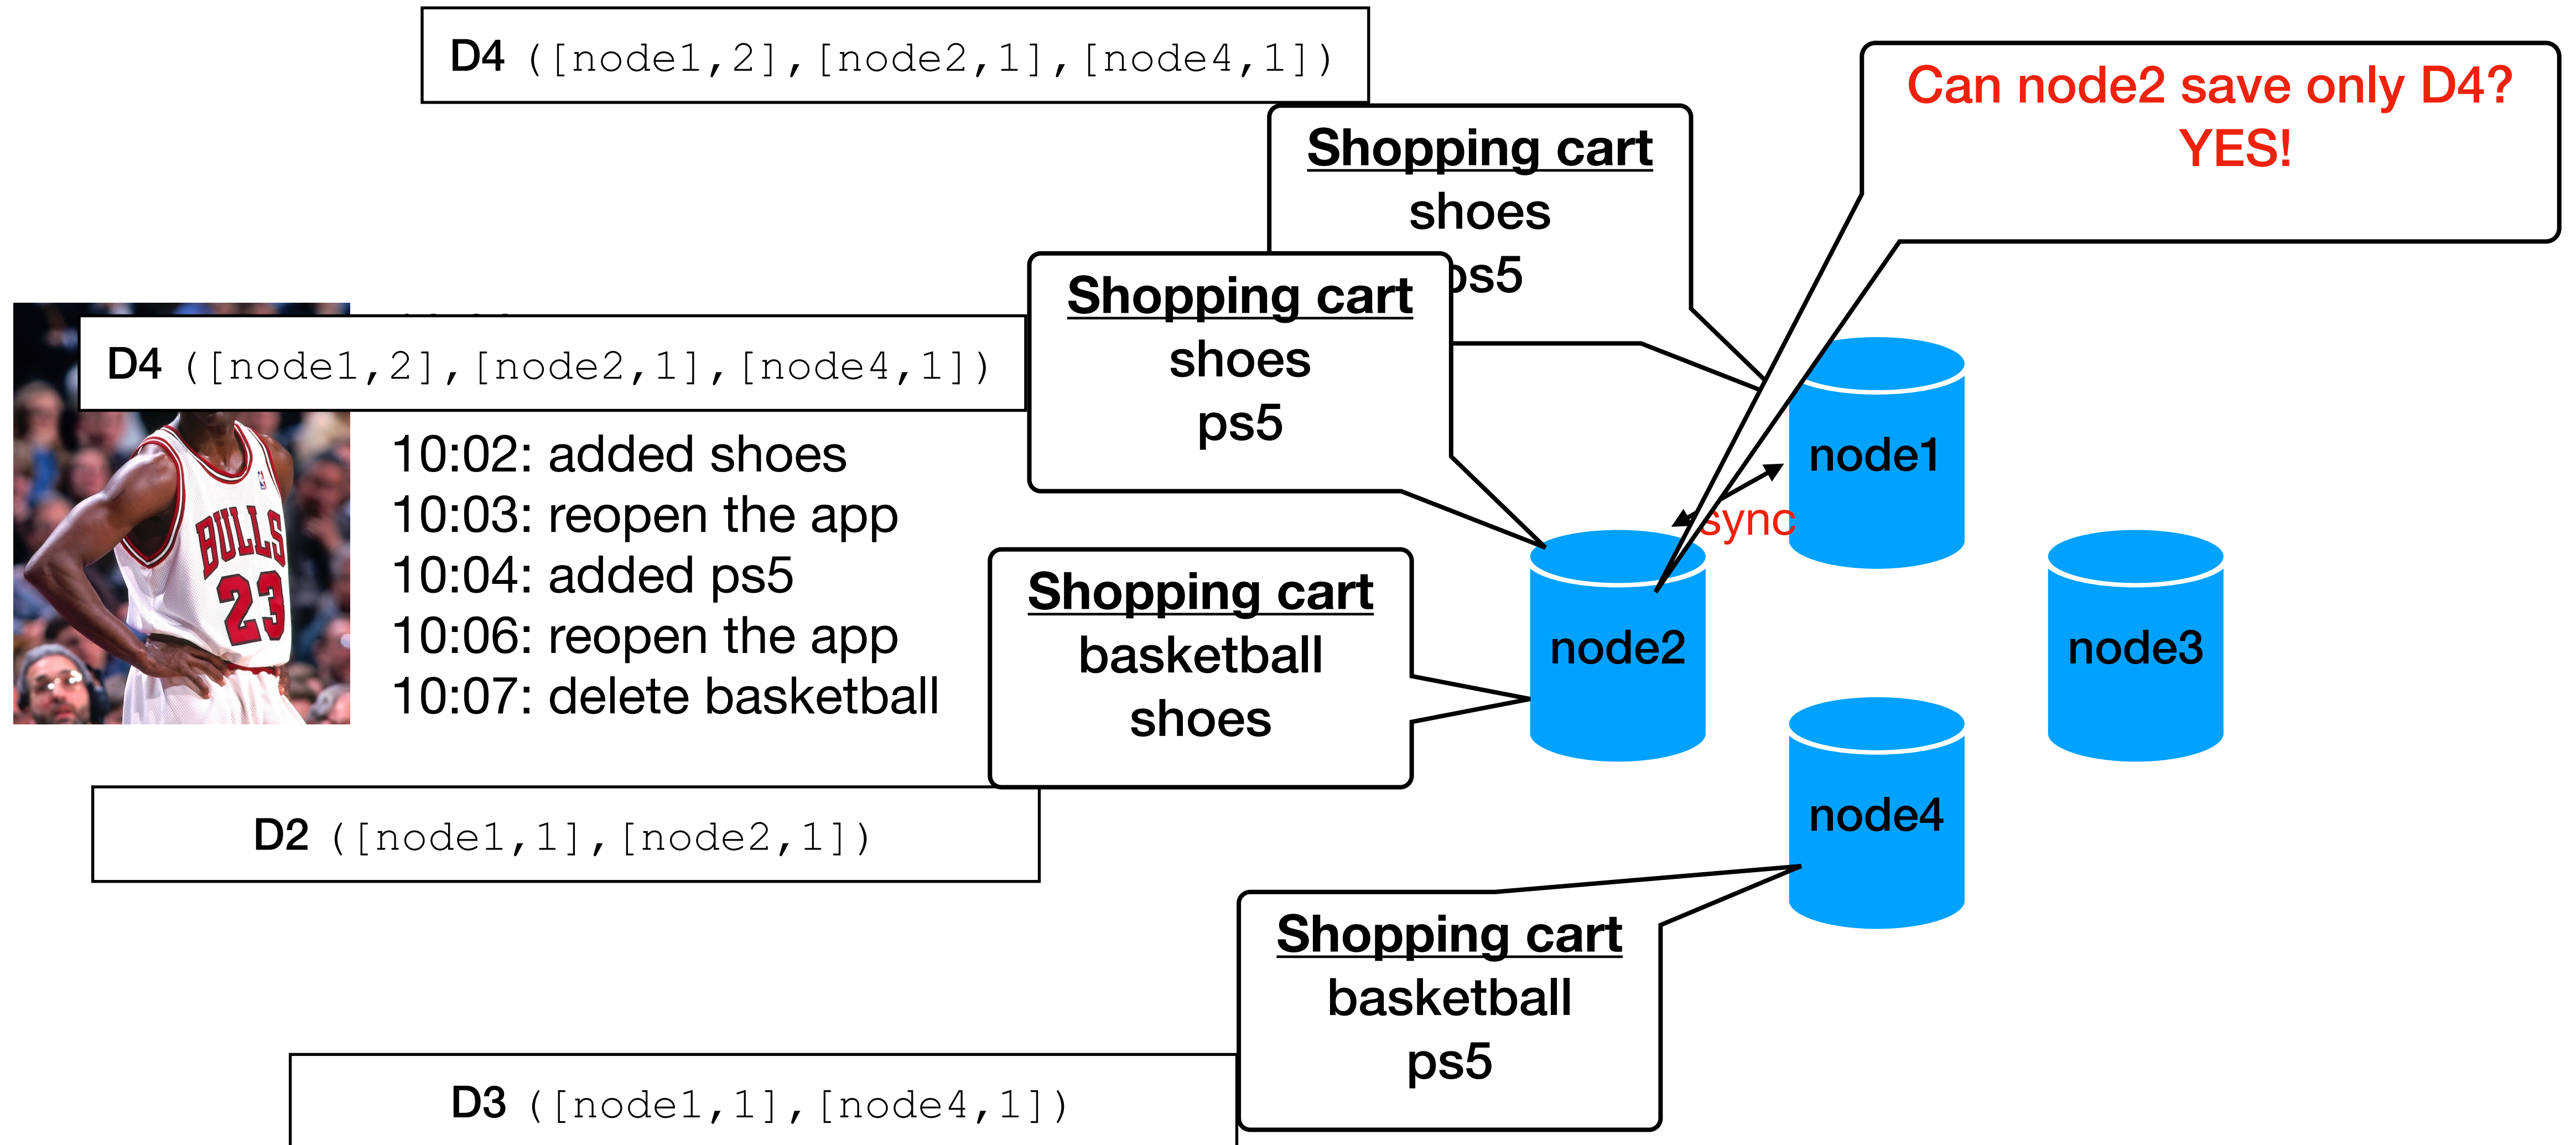 D4 ([node1,2],[node2,1],[node4,1])
Can node2 save only D4?
YES!
Shopping cart
shoes
ps5
Shopping cart
shoes
ps5
D4 ([node1,2],[node2,1],[node4,1])
10:02: added shoes
10:03: reopen the app
10:04: added ps5
10:06: reopen the app
10:07: delete basketball
BULLS
23
node1
sync
node2
node3
node4
Shopping cart
basketball
shoes
D2 ([node1,1],[node2,1])
Shopping cart
basketball
ps5
D3 ([node1,1],[node4,1])